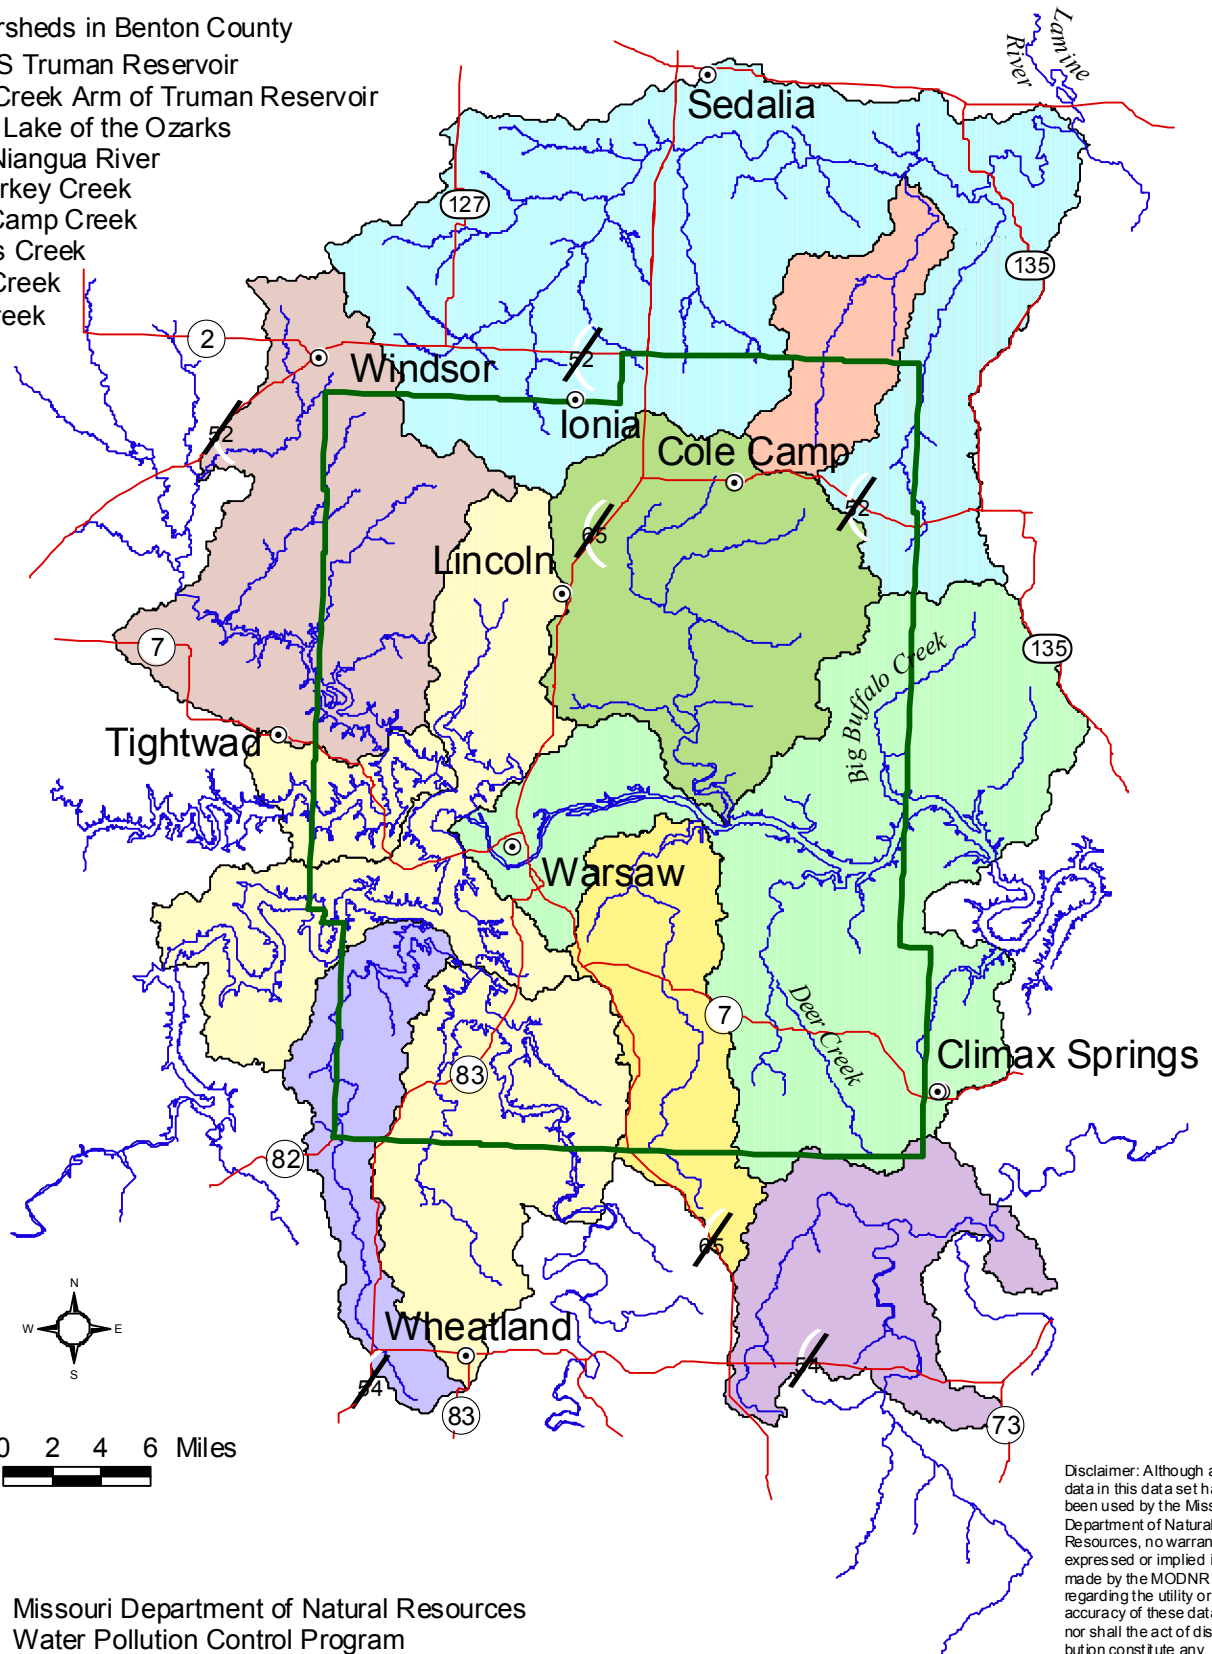 rsheds in Benton County
S Truman Reservoir
Creek Arm of Truman Reservoir
Lake of the Ozarks
Niangua River
rkey Creek
Camp Creek
s Creek
Creek
reek
Lamine
River
Sedalia
127
135
2
52
Windsor
Ionia
52
Cole Camp
52
65
Lincoln
7
135
Big Buffalo Creek
Tightwad
Warsaw
Deer Creek
7
Climax Springs
83
82
65
N
W E
S
Wheatland
54
54
83
73
0 2 4 6 Miles
Disclaimer: Although a
data in this data set ha
been used by the Miss
Department of Natural
Resources, no warran
expressed or implied i
made by the MODNR
regarding the utility or
accuracy of these data
nor shall the act of dis
bution constitute any
Missouri Department of Natural Resources
Water Pollution Control Program